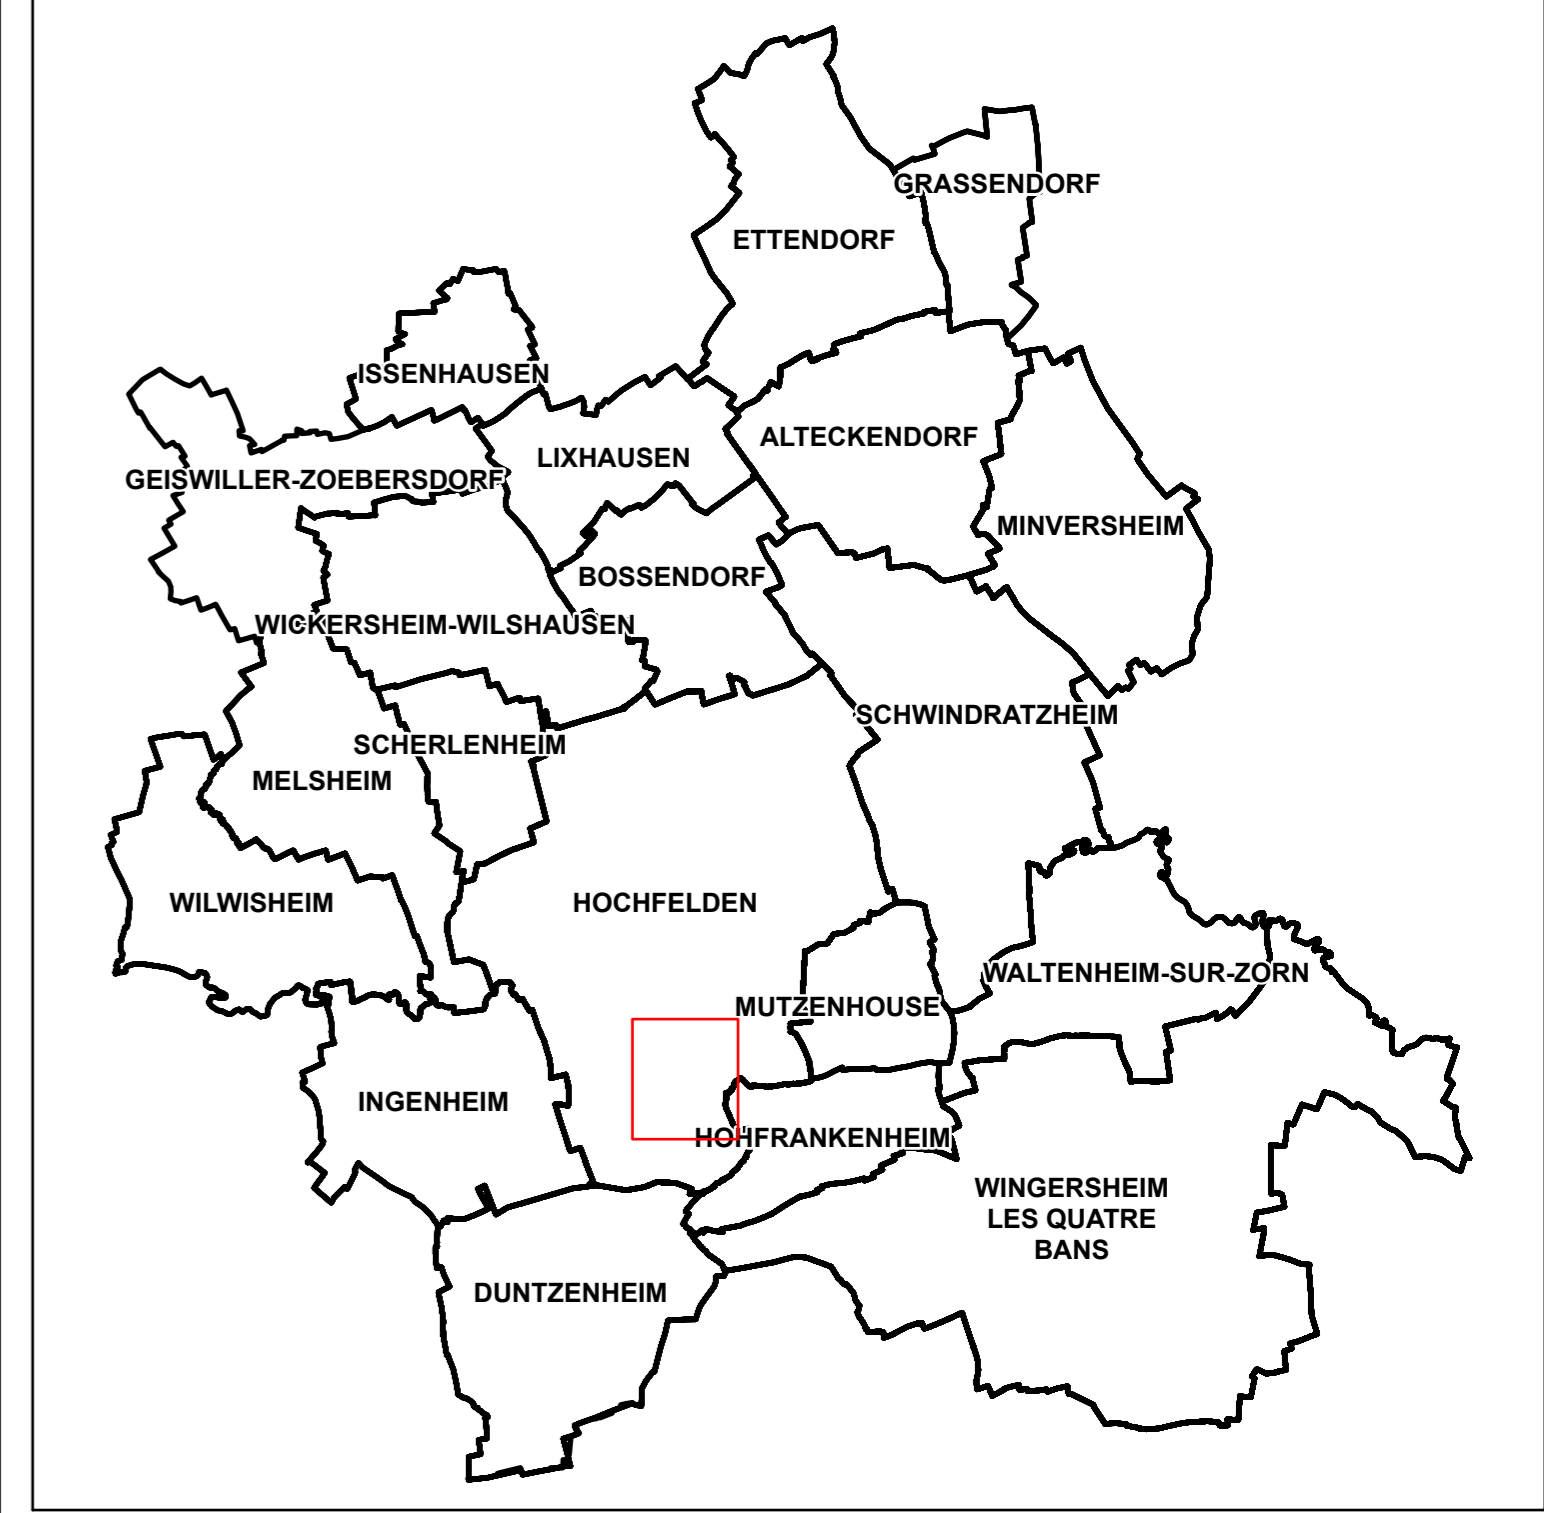 GRASSENDORF
ETTENDORF
ISSENHAUSEN
ALTECKENDORF
LIXHAUSEN
GEISWILLER-ZOEBERSDORF
MINVERSHEIM
BOSSENDORF
WICKERSHEIM-WILSHAUSEN
SCHWINDRATZHEIM
SCHERLENHEIM
MELSHEIM
WILWISHEIM
HOCHFELDEN
WALTENHEIM-SUR-ZORN
MUTZENHOUSE
INGENHEIM
HOHFRANKENHEIM
WINGERSHEIM
LES QUATRE
BANS
DUNTZENHEIM